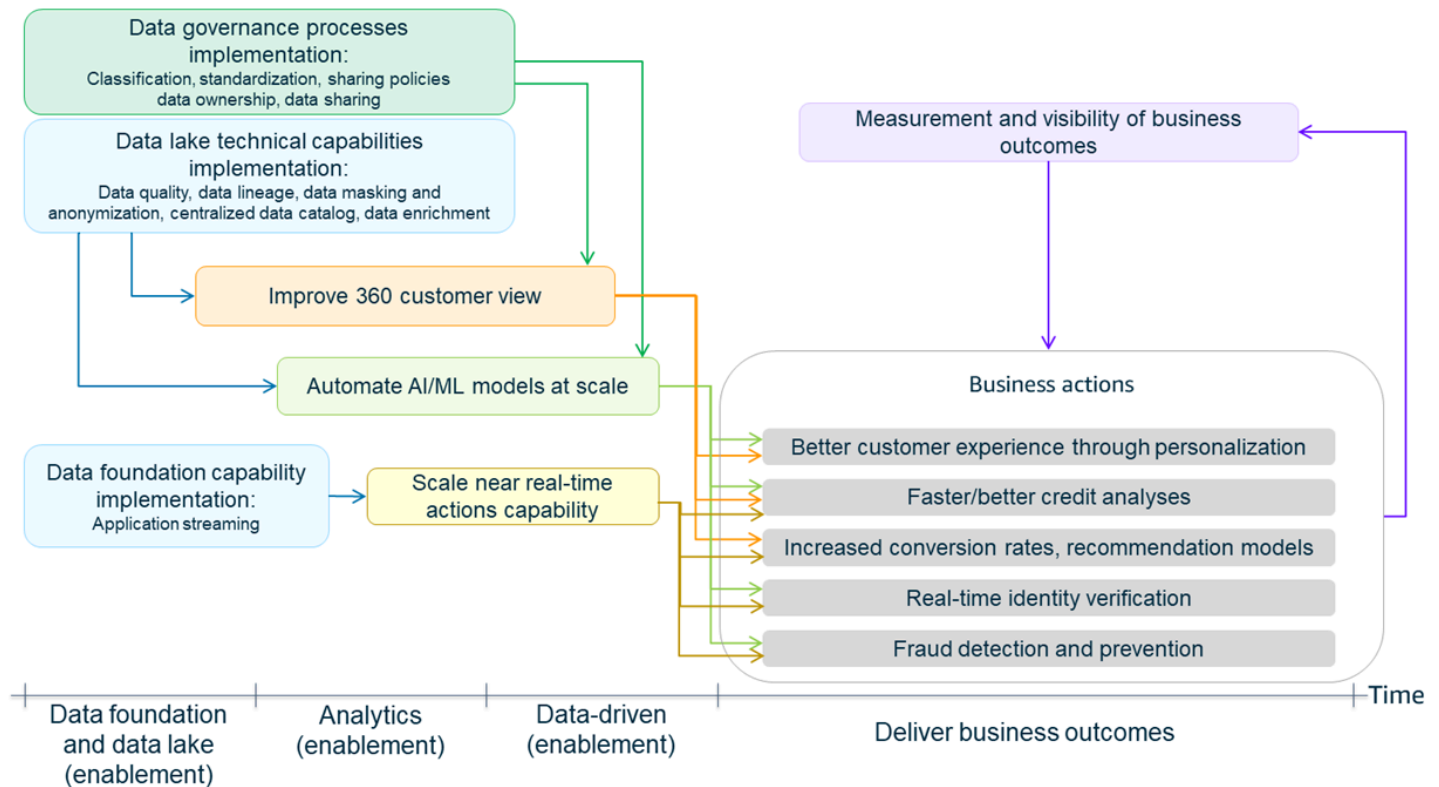 Data governance processes
implementation:
Classification, standardization, sharing policies
data ownership, data sharing
Data lake technical capabilities
implementation:
Data quality, data lineage, data masking and
anonymization, centralized data catalog, data enrichment
Measurement and visibility of business
outcomes
Improve 360 customer view
Automate AI/ML models at scale
Data foundation capability
implementation:
Application streaming
Scale near real-time
actions capability
Business actions
Better customer experience through personalization
Faster/better credit analyses
Increased conversion rates, recommendation models
Real-time identity verification
Fraud detection and prevention
Time
Data foundation
and data lake
(enablement)
Analytics
(enablement)
Data-driven
(enablement)
Deliver business outcomes